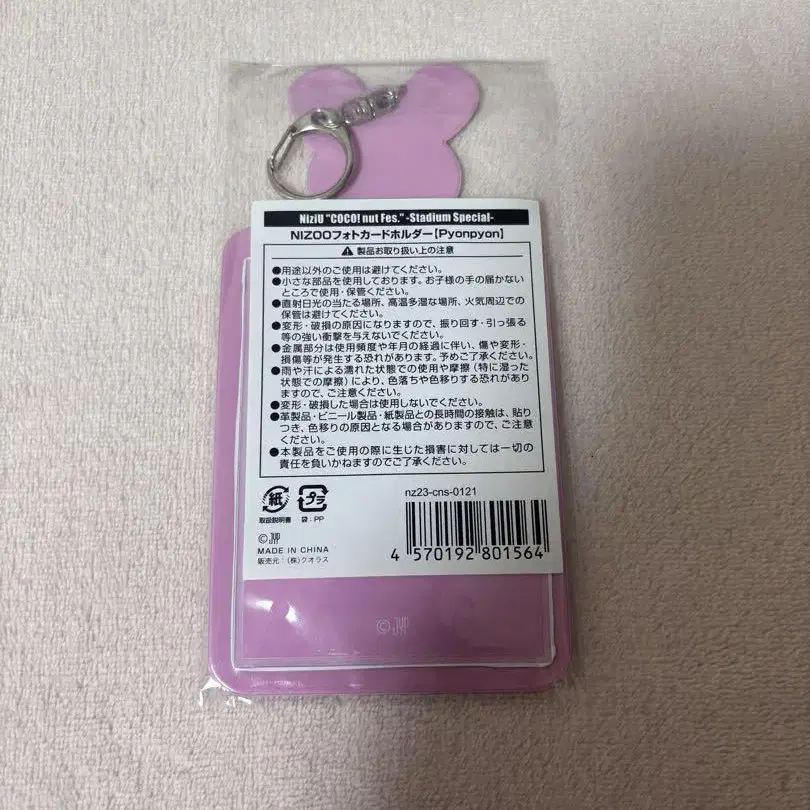 NiziU "COCO! nut Fes." -Stadium Special-
NIZOOフォトカードホルダー【Pyonpyon】
⚠ 製品お取り扱い上の注意
●用途以外のご使用は避けてください。
●小さな部品を使用しております。お子様の手の届かない
ところで使用・保管ください。
●直射日光の当たる場所、高温多湿な場所、火気周辺での
保管は避けてください。
●変形・破損の原因になりますので、振り回す・引っ張る
等の強い衝撃を与えないでください。
●金属部分は使用頻度や年月の経過に伴い、傷や変形・
損傷等が発生する恐れがあります。予めご了承ください。
●雨や汗による濡れた状態での使用や摩擦（特に湿った
状態での摩擦）により、色落ちや色移りする恐れがあり
ますので、ご注意ください。
●変形・破損した場合は使用しないでください。
●革製品・ビニール製品・紙製品との長時間の接触は、貼り
つき、色移りの原因となる場合がありますので、ご注意
ください。
●本製品をご使用の際に生じた損害に対しては一切の
責任を負いかねますのでご了承ください。
紙 プラ
取扱説明書 袋:PP
nz23-cns-0121
©JYP
MADE IN CHINA
販売元:(株)クオラス
4 570192 801564
©JYP